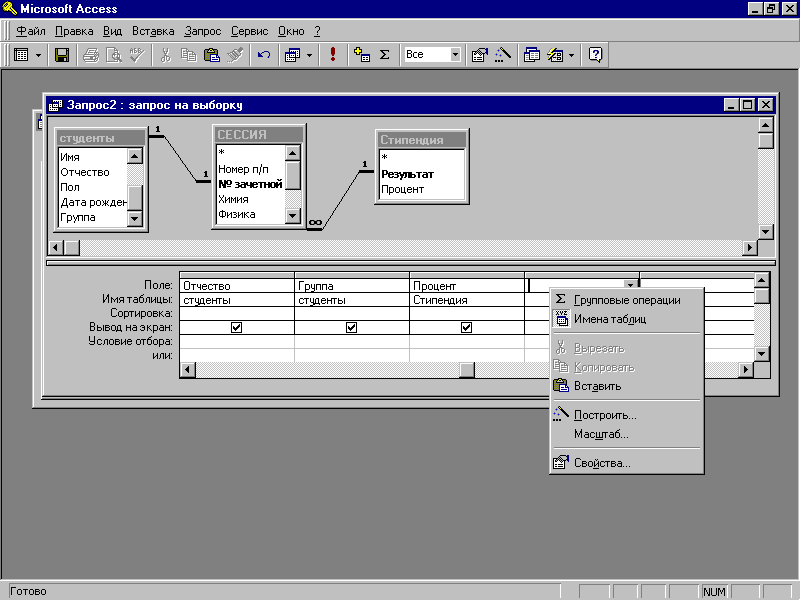 Microsoft Access
Файл Правка Вид Вставка Запрос Сервис Окно ?
Все
Запрос2 : запрос на выборку
студенты
Имя
Отчество
Пол
Дата рожден
Группа
1
1
СЕССИЯ
*
Номер п/п
№ зачетной
Химия
Физика
∞
1
Стипендия
*
Результат
Процент
Поле: Отчество Группа Процент
Имя таблицы: студенты студенты Стипендия
Сортировка:
Вывод на экран:
Условие отбора:
или:
Групповые операции
Имена таблиц
Вырезать
Копировать
Вставить
Построить...
Масштаб...
Свойства...
Готово
NUM